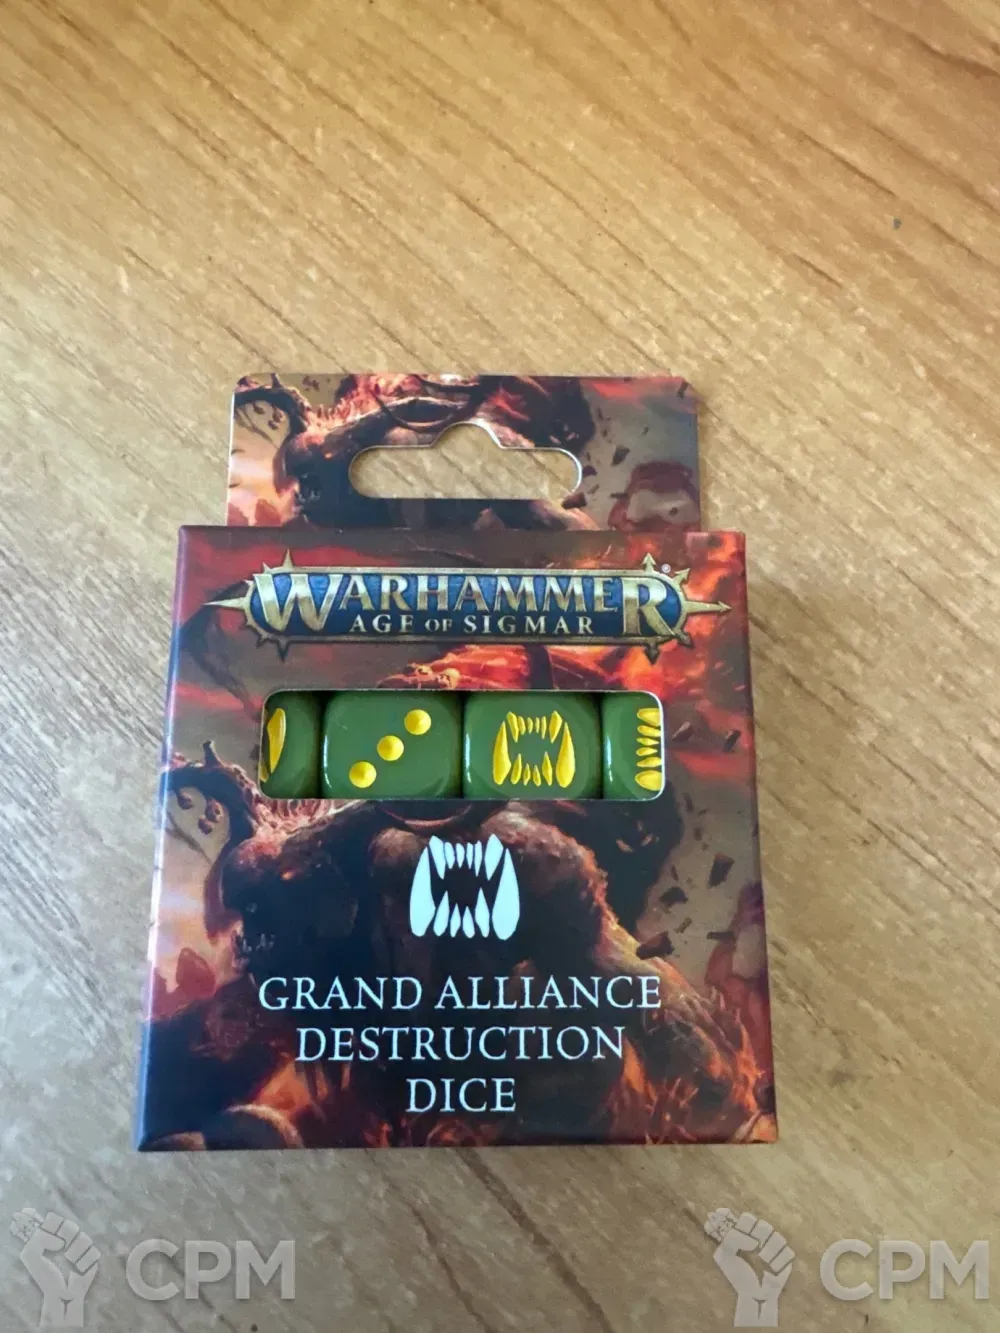 WARHAMMER
AGE OF SIGMAR
GRAND ALLIANCE
DESTRUCTION
DICE
CPM CPM